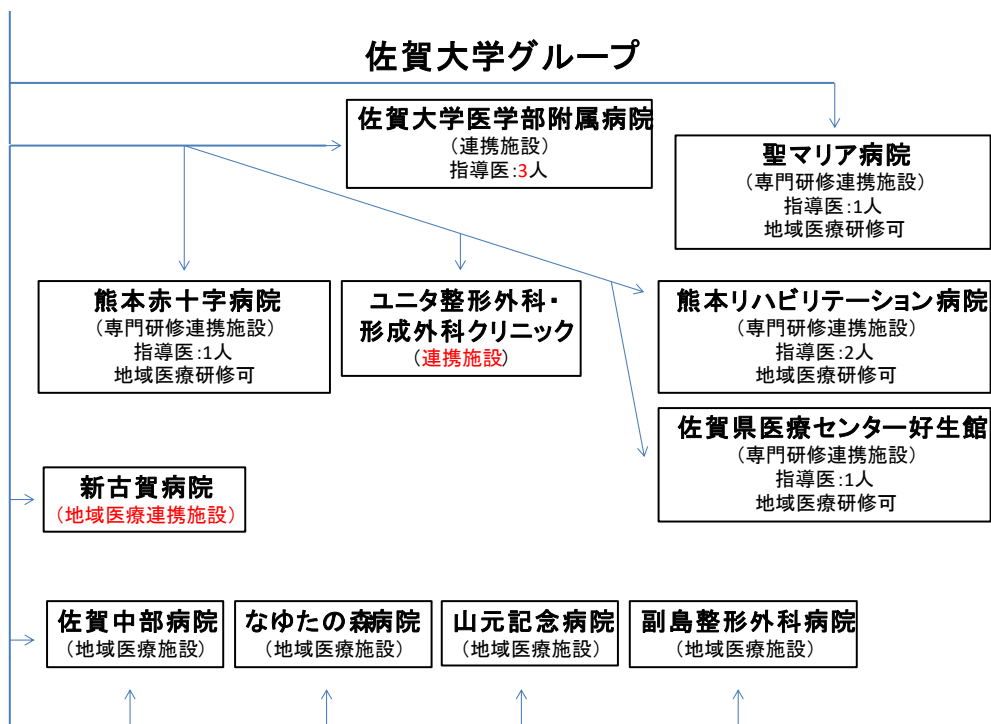 佐賀大学グループ
佐賀大学医学部附属病院
(連携施設)
指導医:3人
聖マリア病院
(専門研修連携施設)
指導医:1人
地域医療研修可
熊本赤十字病院
(専門研修連携施設)
指導医:1人
地域医療研修可
ユニタ整形外科・
形成外科クリニック
(連携施設)
熊本リハビリテーション病院
(専門研修連携施設)
指導医:2人
地域医療研修可
佐賀県医療センター好生館
(専門研修連携施設)
指導医:1人
地域医療研修可
新古賀病院
(地域医療連携施設)
佐賀中部病院
(地域医療施設)
なゆたの森病院
(地域医療施設)
山元記念病院
(地域医療施設)
副島整形外科病院
(地域医療施設)